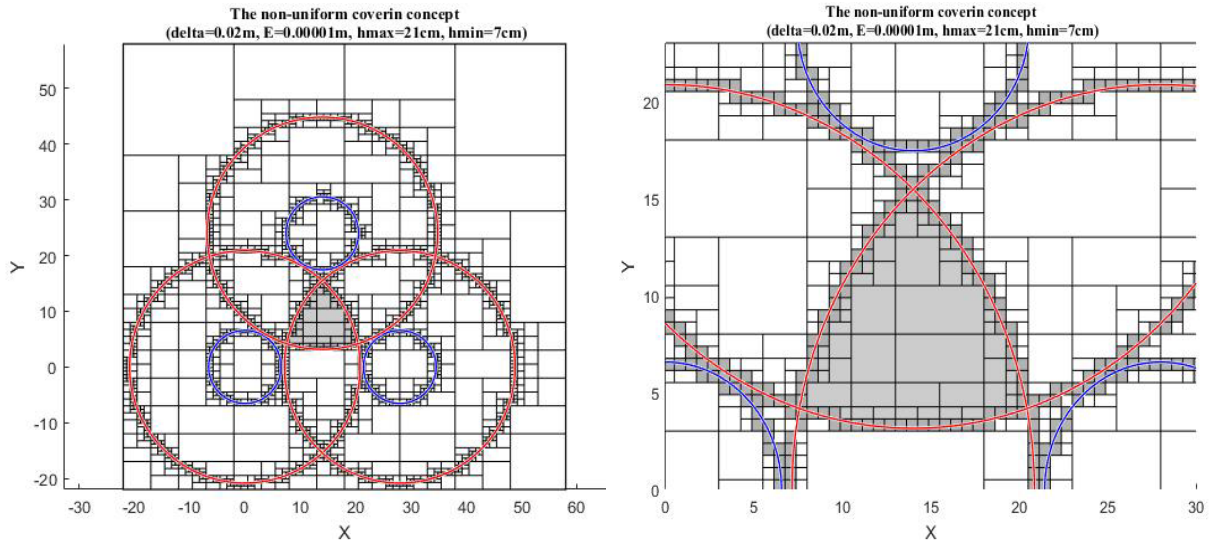 The non-uniform coverin concept
(delta=0.02m, E=0.00001m, hmax=21cm, hmin=7cm)
50
40
30
20
10
0
-10
-20
Y
-30 -20 -10 0 10 20 30 40 50 60
X
The non-uniform coverin concept
(delta=0.02m, E=0.00001m, hmax=21cm, hmin=7cm)
20
15
10
5
0
Y
0 5 10 15 20 25 30
X